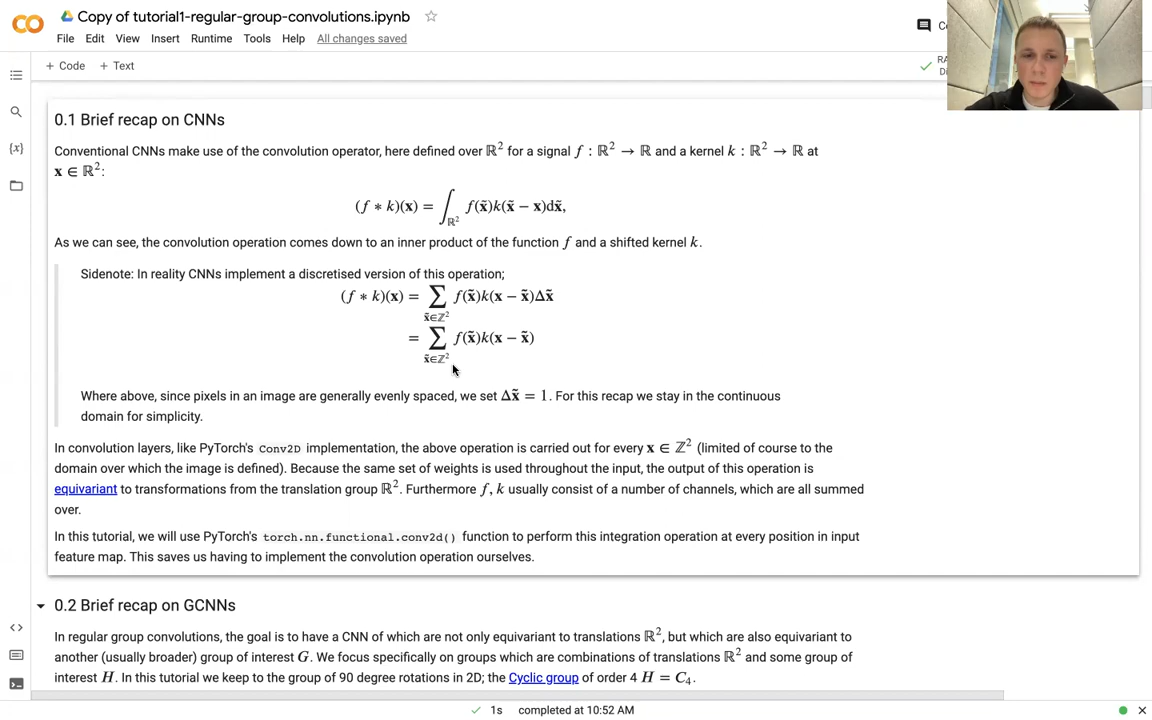 Copy of tutorial1-regular-group-convolutions.ipynb
File Edit View Insert Runtime Tools Help All changes saved
+ Code + Text
0.1 Brief recap on CNNs
Conventional CNNs make use of the convolution operator, here defined over ℝ² for a signal f : ℝ² → ℝ and a kernel k : ℝ² → ℝ at
x ∈ ℝ²:
(f ∗ k)(x) = ∫_ℝ² f(x̃)k(x̃ − x)dx̃,
As we can see, the convolution operation comes down to an inner product of the function f and a shifted kernel k.
Sidenote: In reality CNNs implement a discretised version of this operation;
(f ∗ k)(x) = ∑_x̃∈ℤ² f(x̃)k(x − x̃)Δx̃
= ∑_x̃∈ℤ² f(x̃)k(x − x̃)
Where above, since pixels in an image are generally evenly spaced, we set Δx̃ = 1. For this recap we stay in the continuous
domain for simplicity.
In convolution layers, like PyTorch's Conv2D implementation, the above operation is carried out for every x ∈ ℤ² (limited of course to the
domain over which the image is defined). Because the same set of weights is used throughout the input, the output of this operation is
equivariant to transformations from the translation group ℝ². Furthermore f, k usually consist of a number of channels, which are all summed
over.
In this tutorial, we will use PyTorch's torch.nn.functional.conv2d() function to perform this integration operation at every position in input
feature map. This saves us having to implement the convolution operation ourselves.
0.2 Brief recap on GCNNs
In regular group convolutions, the goal is to have a CNN of which are not only equivariant to translations ℝ², but which are also equivariant to
another (usually broader) group of interest G. We focus specifically on groups which are combinations of translations ℝ² and some group of
interest H. In this tutorial we keep to the group of 90 degree rotations in 2D; the Cyclic group of order 4 H = C₄.
1s completed at 10:52 AM